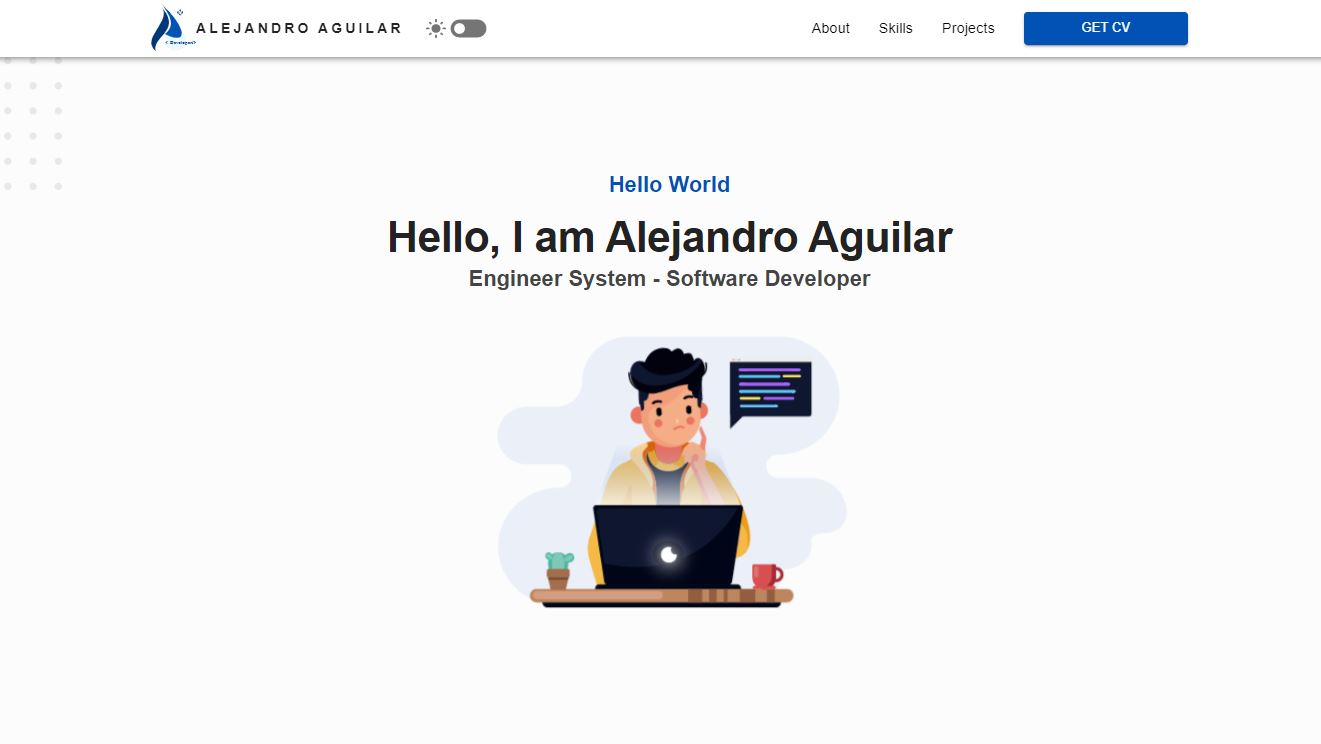 < Developer>
ALEJANDRO AGUILAR
About Skills Projects GET CV
Hello World
Hello, I am Alejandro Aguilar
Engineer System - Software Developer